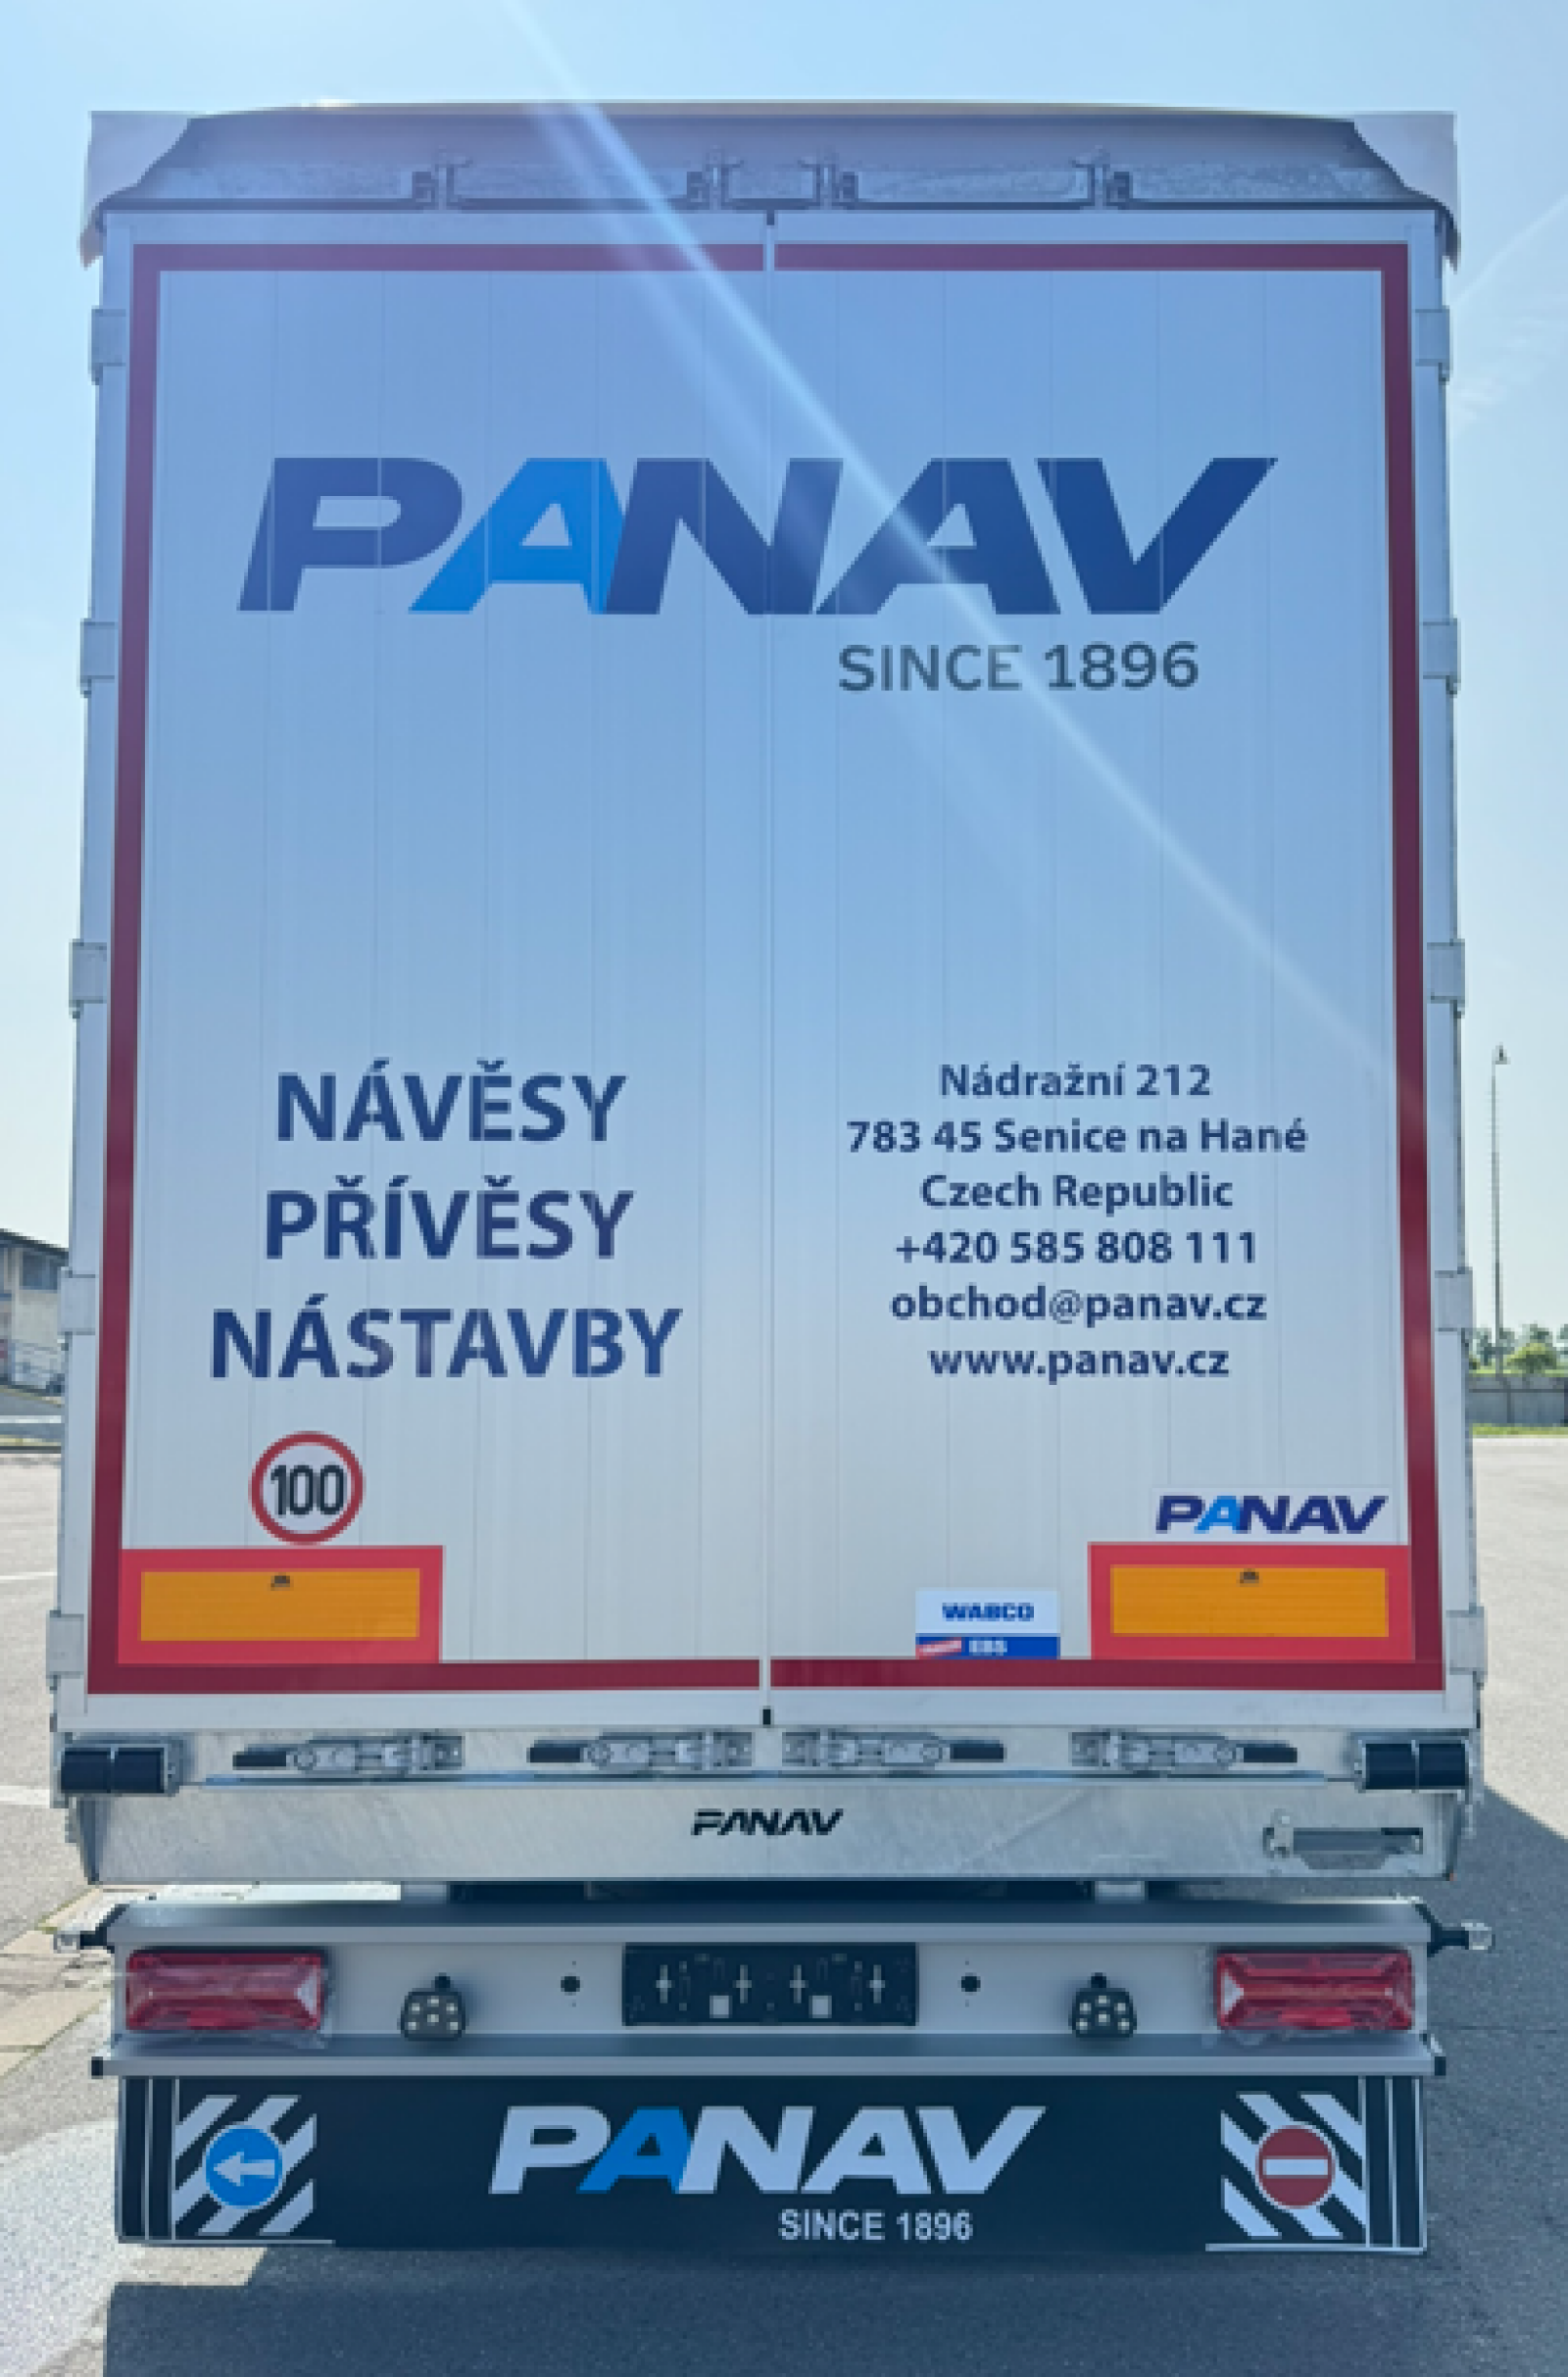 PANAV
SINCE 1896
NÁVĚSY
PŘÍVĚSY
NÁSTAVBY
Nádražní 212
783 45 Senice na Hané
Czech Republic
+420 585 808 111
obchod@panav.cz
www.panav.cz
100
PANAV
WABCO
EBS
PANAV
PANAV
SINCE 1896